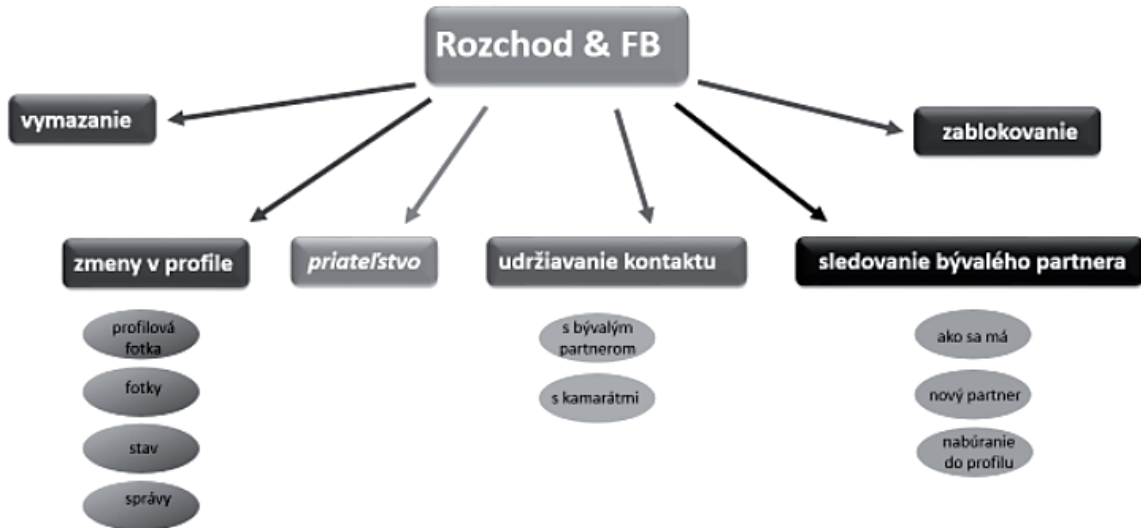 Rozchod & FB
vymazanie
zablokovanie
zmeny v profile
priateľstvo
udržiavanie kontaktu
sledovanie bývalého partnera
profilová
fotka
fotky
stav
správy
s bývalým
partnerom
s kamarátmi
ako sa má
nový partner
nabúranie
do profilu